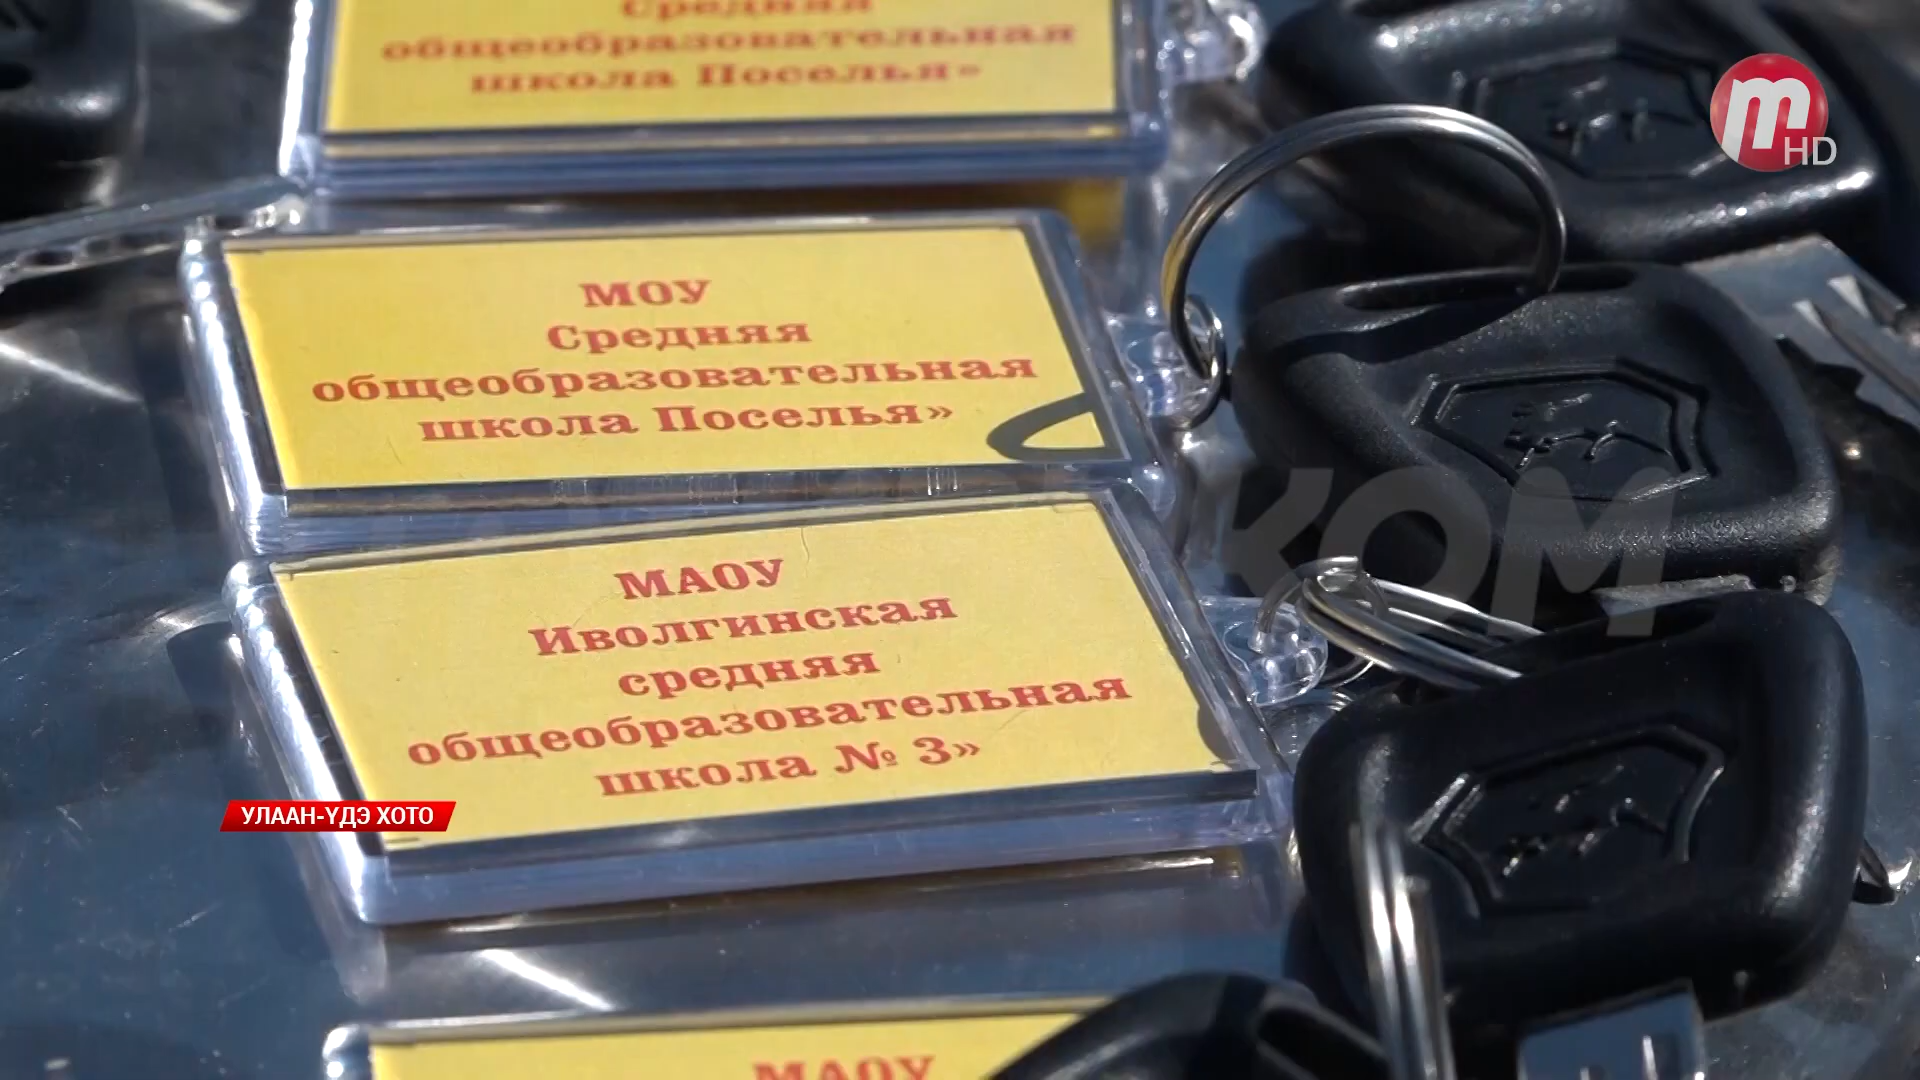 Средняя
общеобразовательная
школа Поселья»
m HD
МОУ
Средняя
общеобразовательная
школа Поселья»
МАОУ
Иволгинская
средняя
общеобразовательная
школа № 3»
УЛААН-ҮДЭ ХОТО
МАОУ